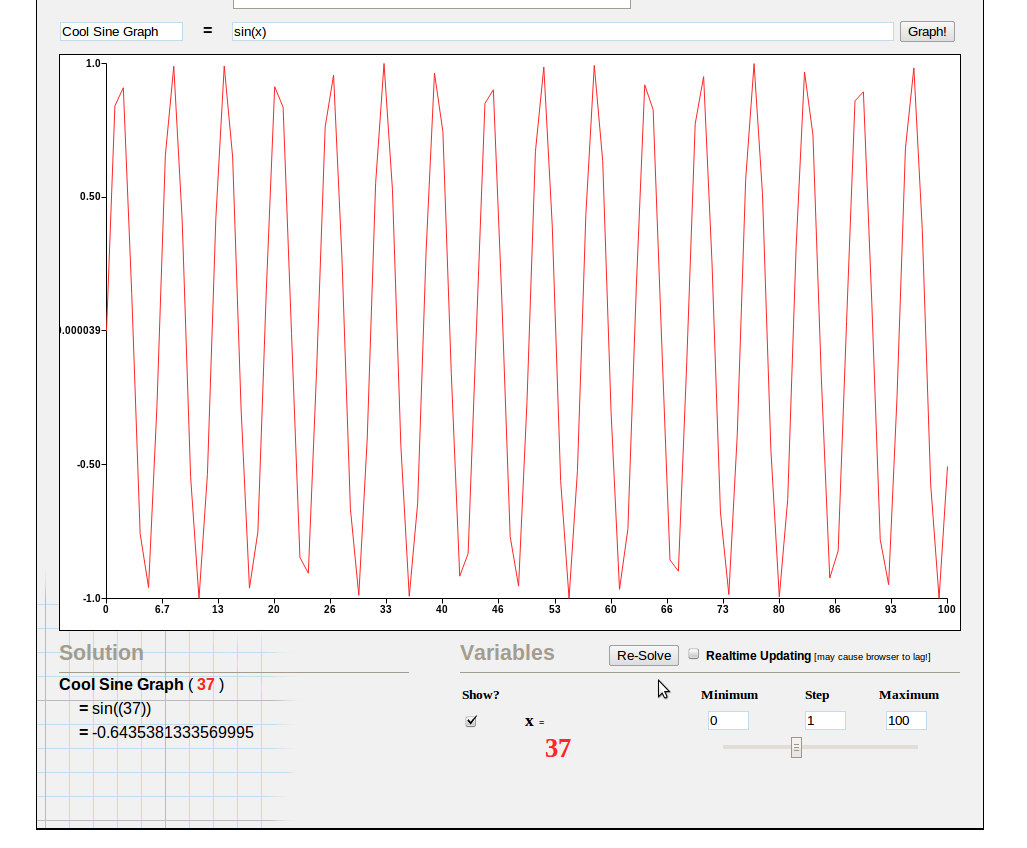 Cool Sine Graph = sin(x) Graph!
1.0
0.50
0.000039
-0.50
-1.0
0 6.7 13 20 26 33 40 46 53 60 66 73 80 86 93 100
Solution
Cool Sine Graph ( 37 )
= sin((37))
= -0.6435381333569995
Variables Re-Solve Realtime Updating [may cause browser to lag!]
Show? Minimum Step Maximum
x = 0 1 100
37